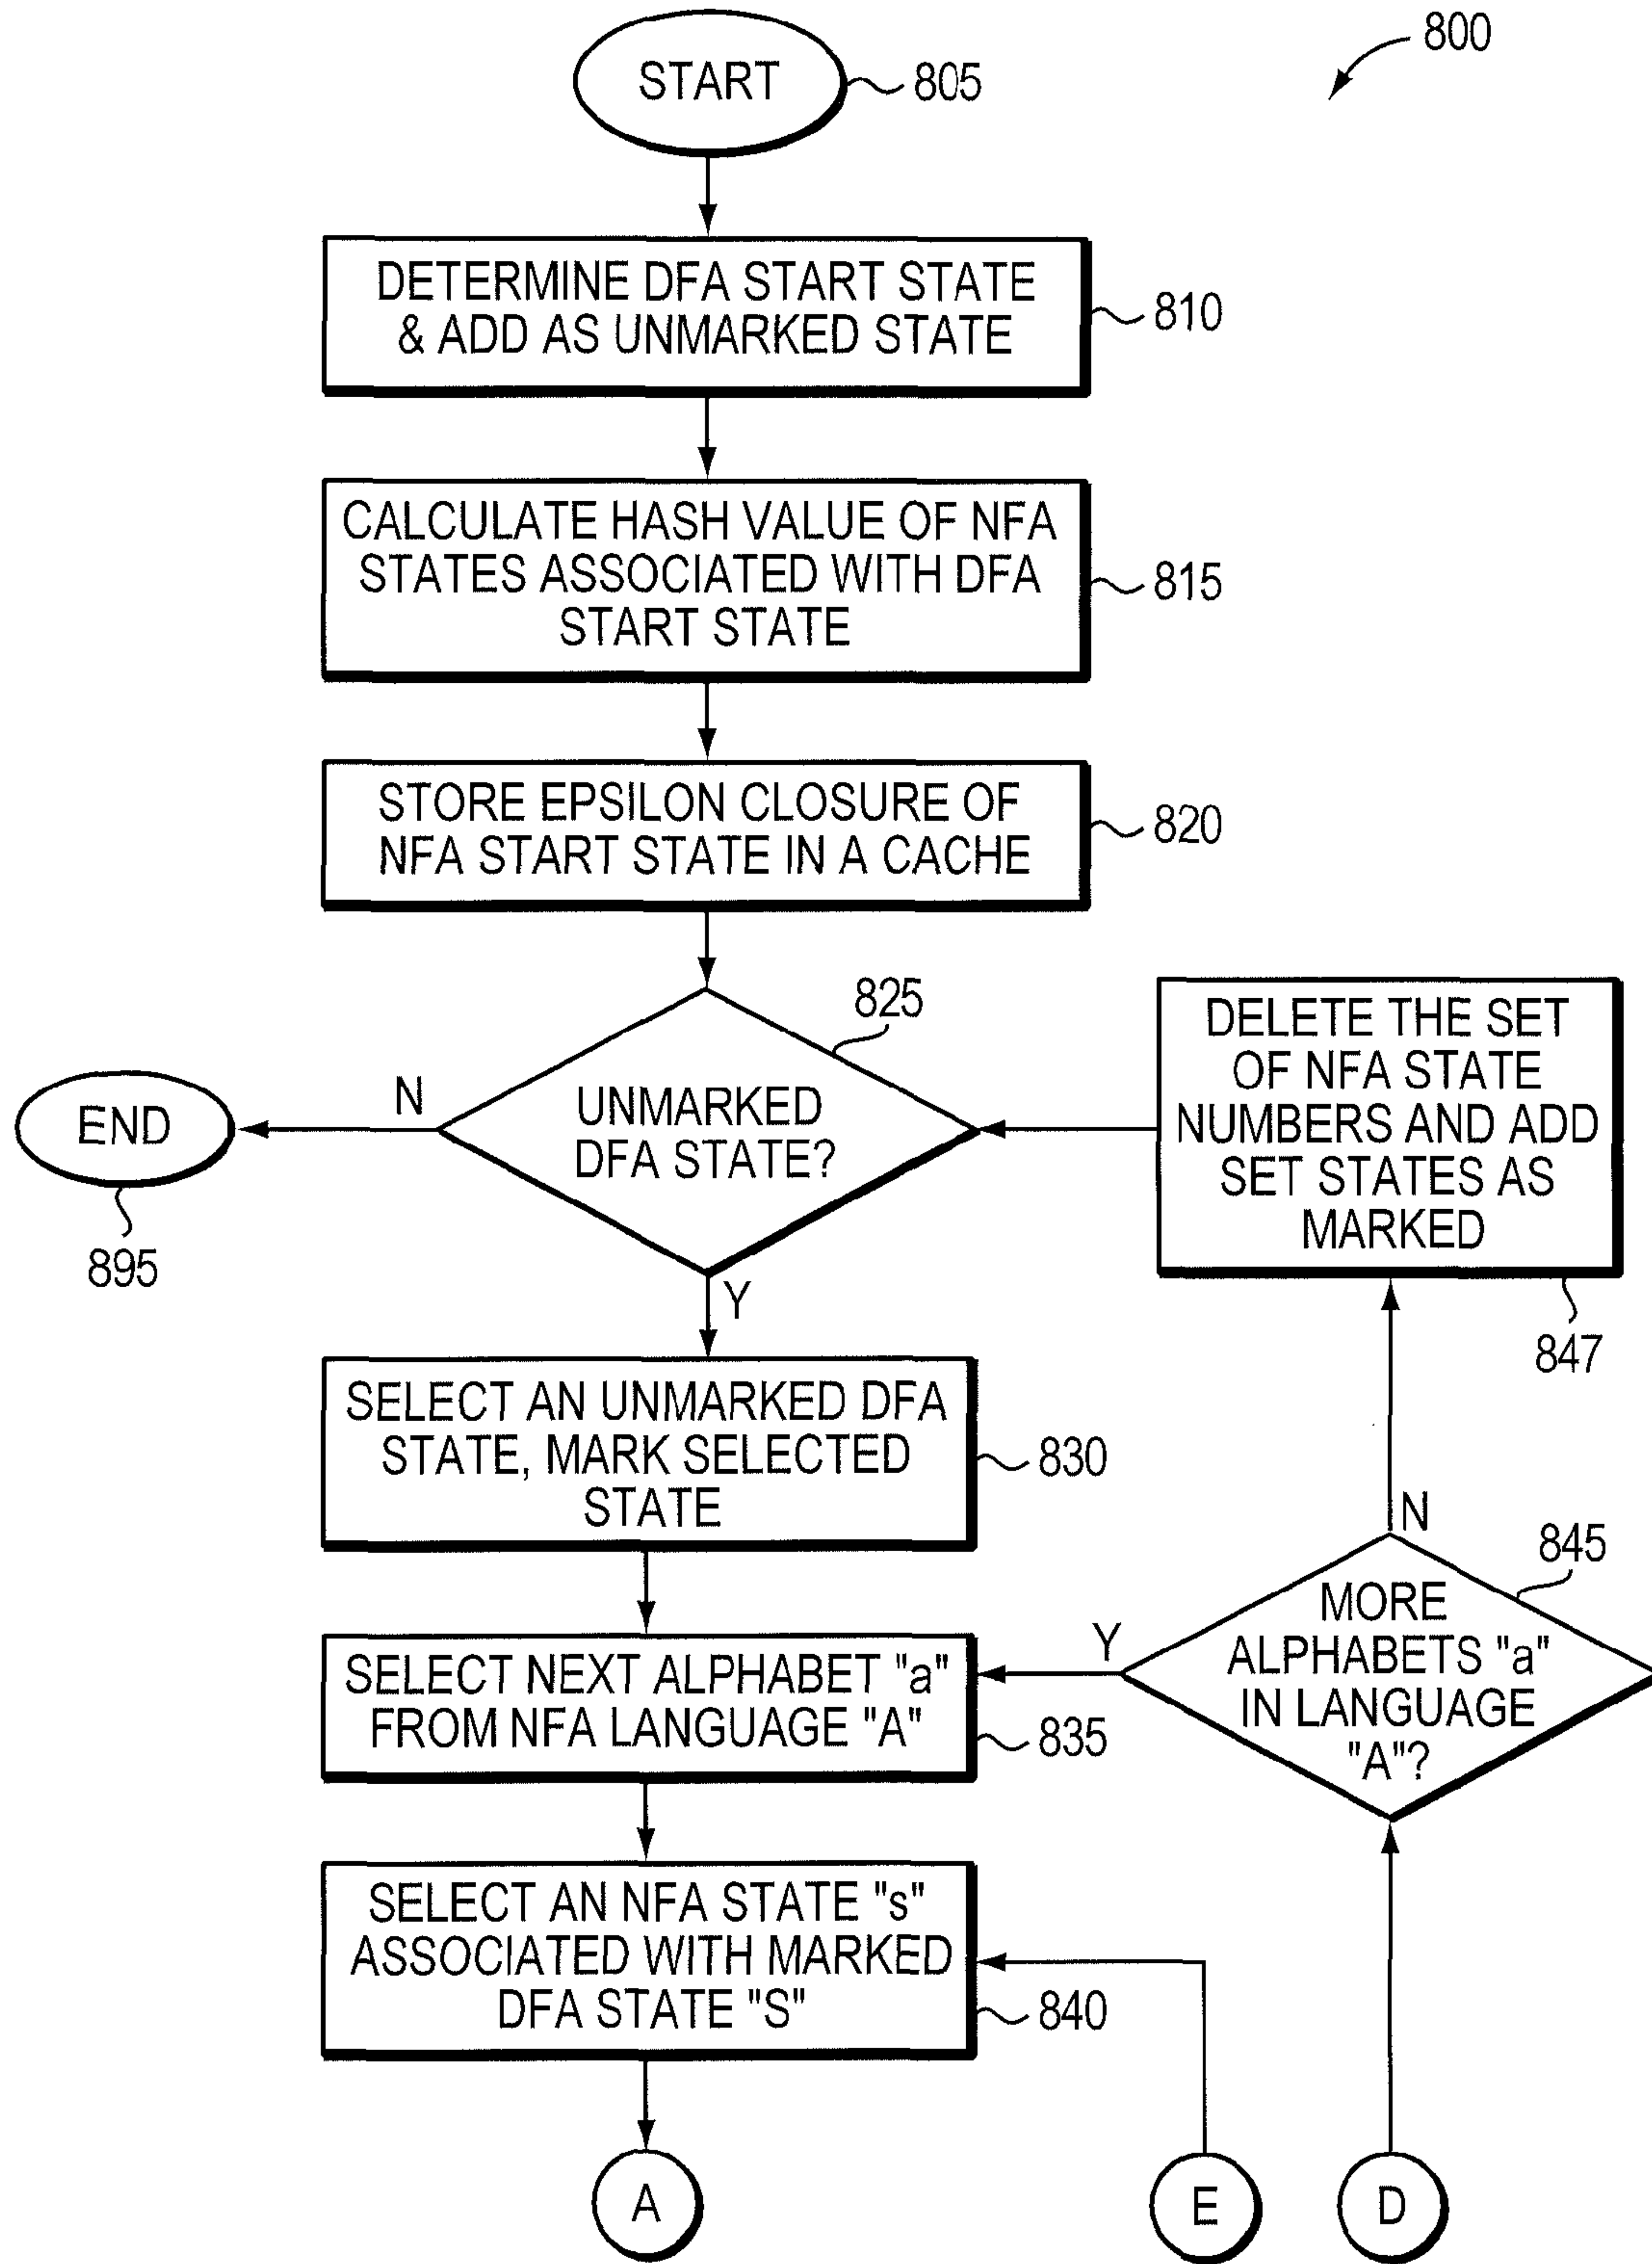 800
START
805
DETERMINE DFA START STATE
& ADD AS UNMARKED STATE
810
CALCULATE HASH VALUE OF NFA
STATES ASSOCIATED WITH DFA
START STATE
815
STORE EPSILON CLOSURE OF
NFA START STATE IN A CACHE
820
825
UNMARKED
DFA STATE?
N
END
895
Y
DELETE THE SET
OF NFA STATE
NUMBERS AND ADD
SET STATES AS
MARKED
847
SELECT AN UNMARKED DFA
STATE, MARK SELECTED
STATE
830
N
845
MORE
ALPHABETS "a"
IN LANGUAGE
"A"?
Y
SELECT NEXT ALPHABET "a"
FROM NFA LANGUAGE "A"
835
SELECT AN NFA STATE "s"
ASSOCIATED WITH MARKED
DFA STATE "S"
840
A
E
D